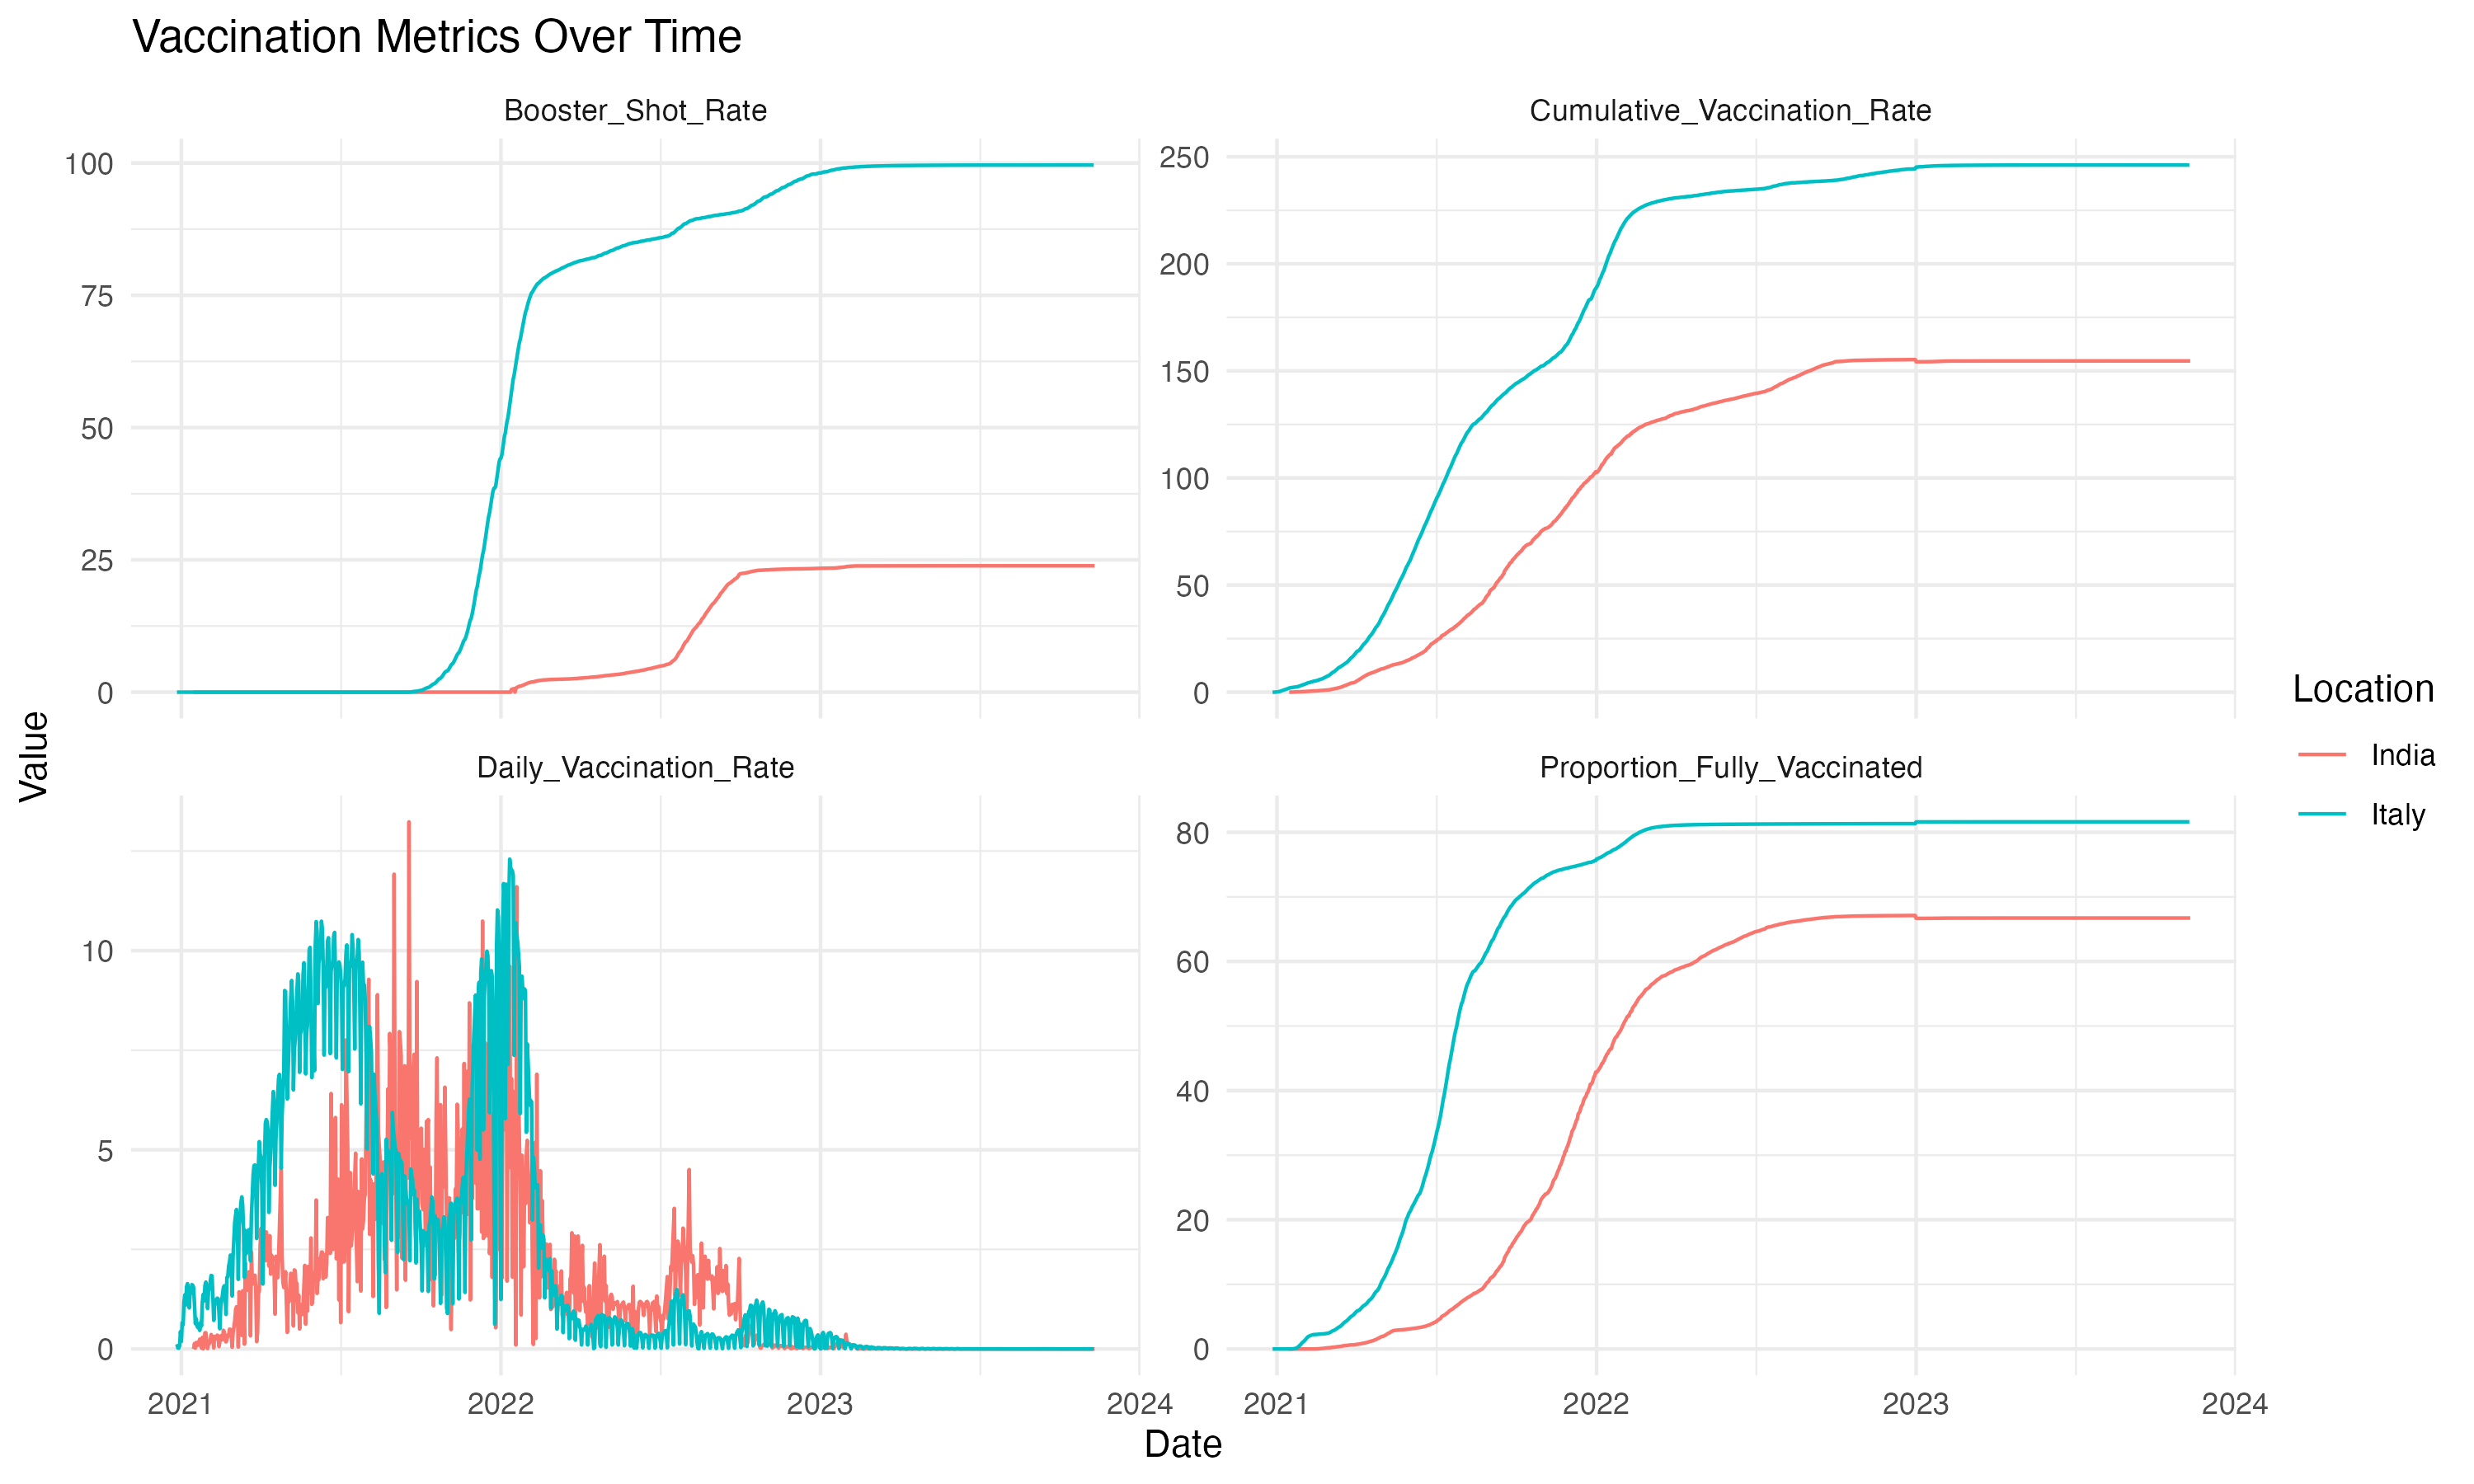 Vaccination Metrics Over Time
Booster_Shot_Rate
Cumulative_Vaccination_Rate
100
75
50
25
0
250
200
150
100
50
0
Value
Daily_Vaccination_Rate
Proportion_Fully_Vaccinated
10
5
0
80
60
40
20
0
2021 2022 2023 2024
2021 2022 2023 2024
Date
Location
India
Italy